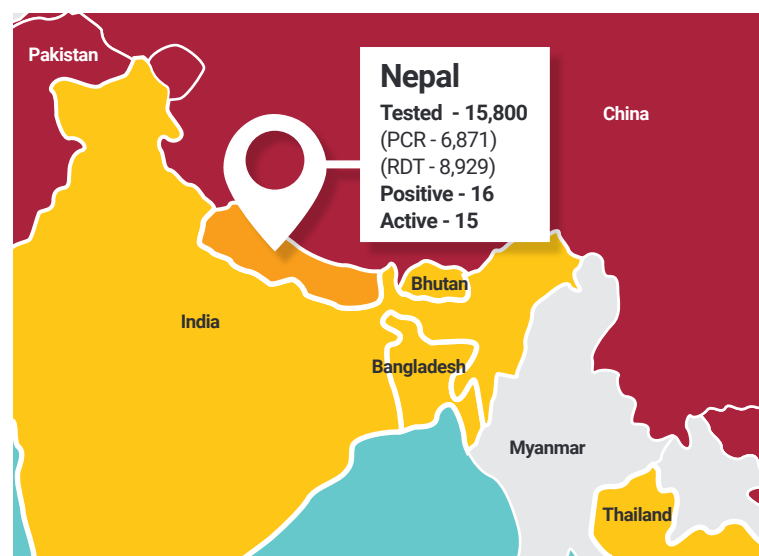 Pakistan
Nepal
Tested - 15,800
(PCR - 6,871)
(RDT - 8,929)
Positive - 16
Active - 15
China
Bhutan
India
Bangladesh
Myanmar
Thailand